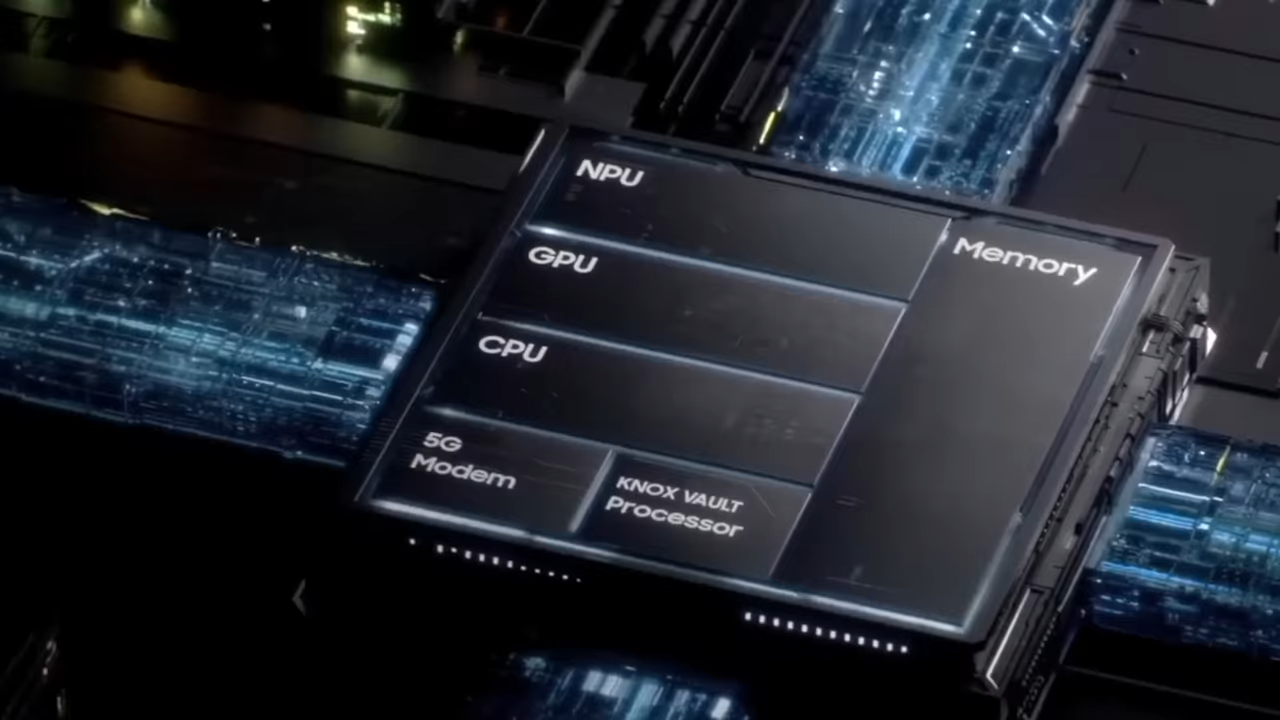 NPU
GPU
CPU
5G
Modem
KNOX VAULT
Processor
Memory